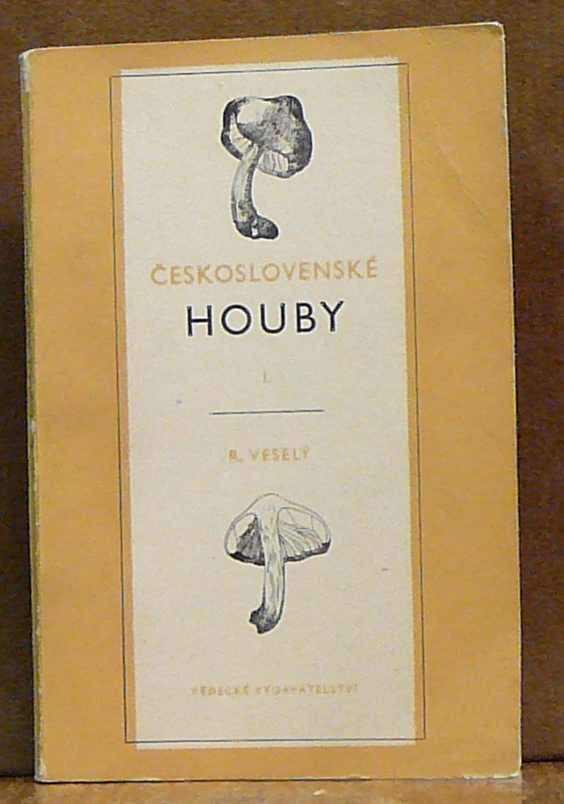 ČESKOSLOVENSKÉ
HOUBY
I.
R. VESELÝ
VĚDECKÉ VYDAVATELSTVÍ